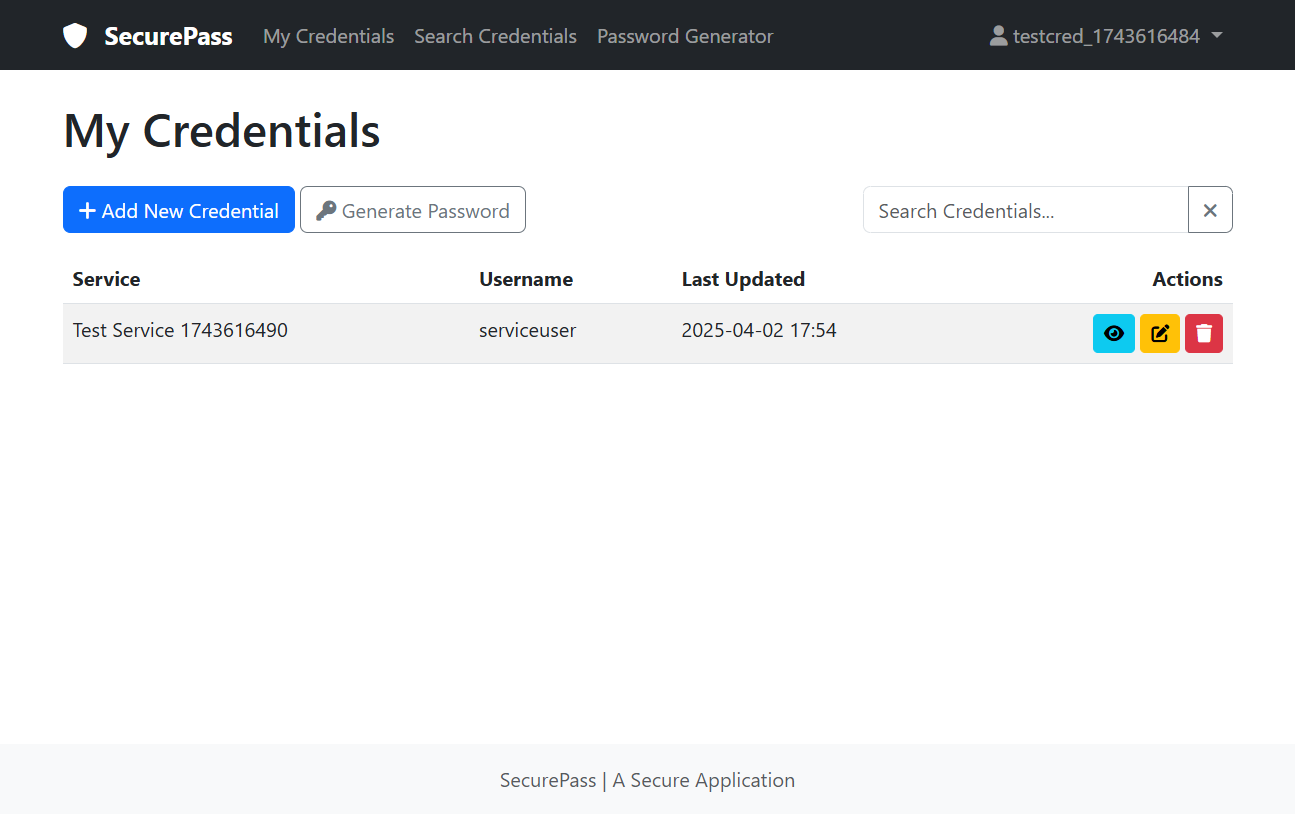 SecurePass My Credentials Search Credentials Password Generator testcred_1743616484
My Credentials
Add New Credential Generate Password Search Credentials...
Service Username Last Updated Actions
Test Service 1743616490 serviceuser 2025-04-02 17:54
SecurePass | A Secure Application